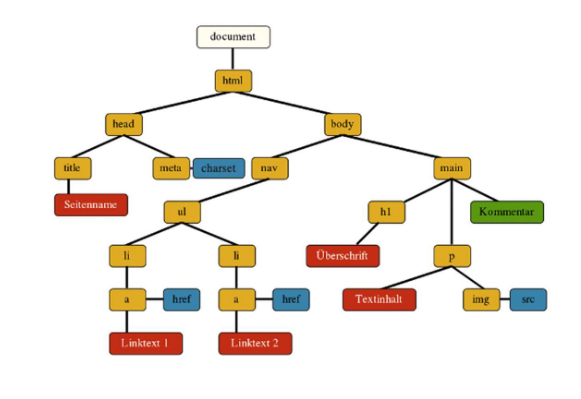 document
html
head
body
title
meta
charset
nav
main
Seitenname
ul
h1
Kommentar
li
li
Überschrift
p
a
href
a
href
Textinhalt
img
src
Linktext 1
Linktext 2